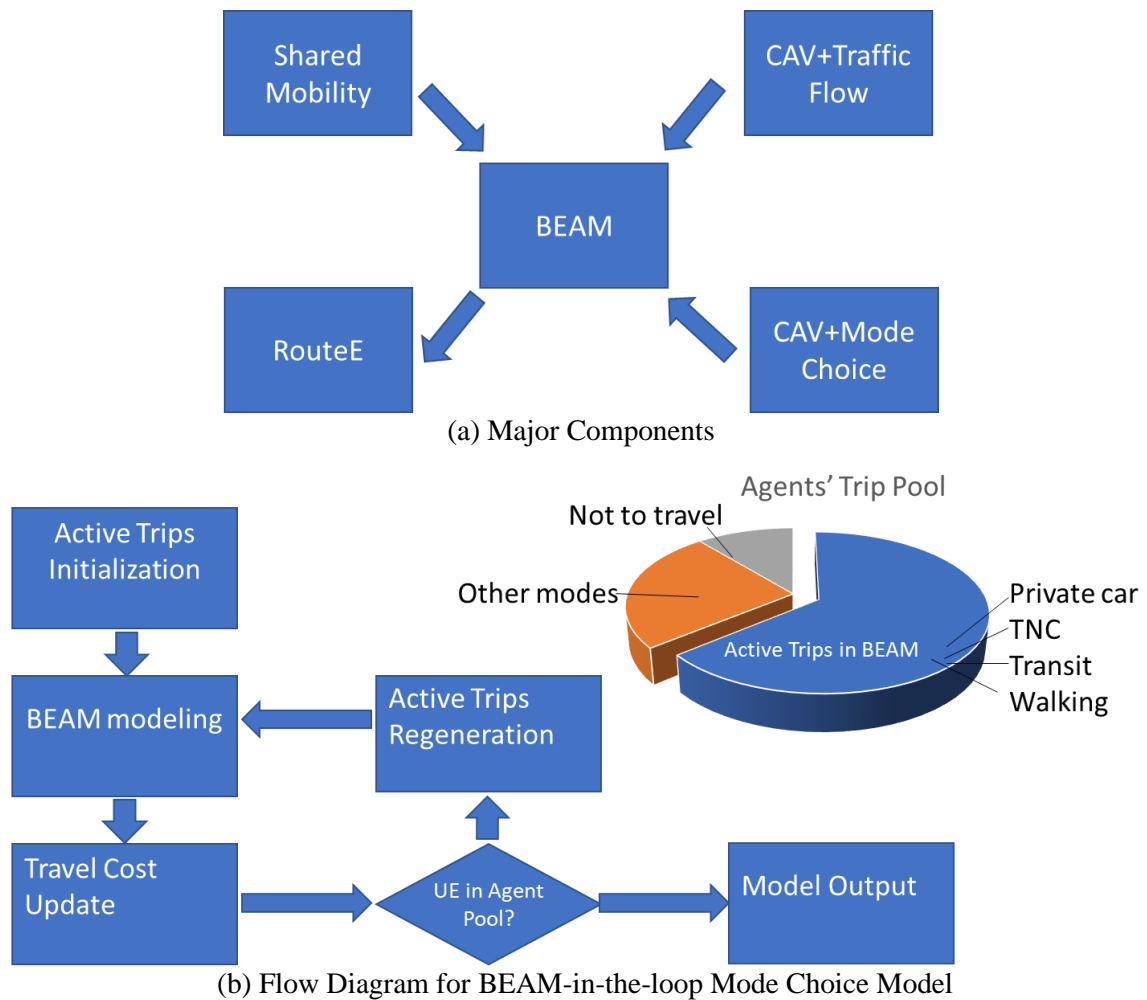 Shared
Mobility
CAV+Traffic
Flow
BEAM
RouteE
CAV+Mode
Choice
(a) Major Components
Agents' Trip Pool
Not to travel
Other modes
Active Trips in BEAM
Private car
TNC
Transit
Walking
Active Trips
Initialization
BEAM modeling
Active Trips
Regeneration
Travel Cost
Update
UE in Agent
Pool?
Model Output
(b) Flow Diagram for BEAM-in-the-loop Mode Choice Model